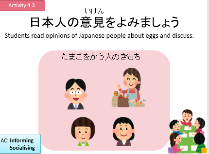 Activity 4.3
いけん
日本人の意見をよみましょう
Students read opinions of Japanese people about eggs and discuss.
たまごをかう人のきもち
AC: Informing
Socialising